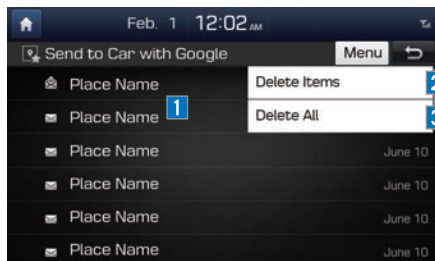 Feb. 1 12:02 AM
Send to Car with Google Menu
Place Name Delete Items 2
Place Name 1 Delete All 3
Place Name June 10
Place Name June 10
Place Name June 10
Place Name June 10